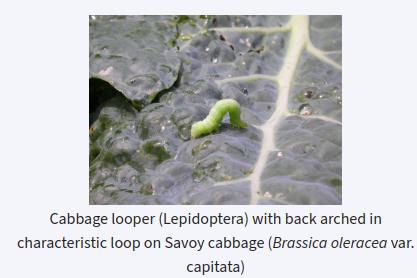 Cabbage looper (Lepidoptera) with back arched in
characteristic loop on Savoy cabbage (Brassica oleracea var.
capitata)